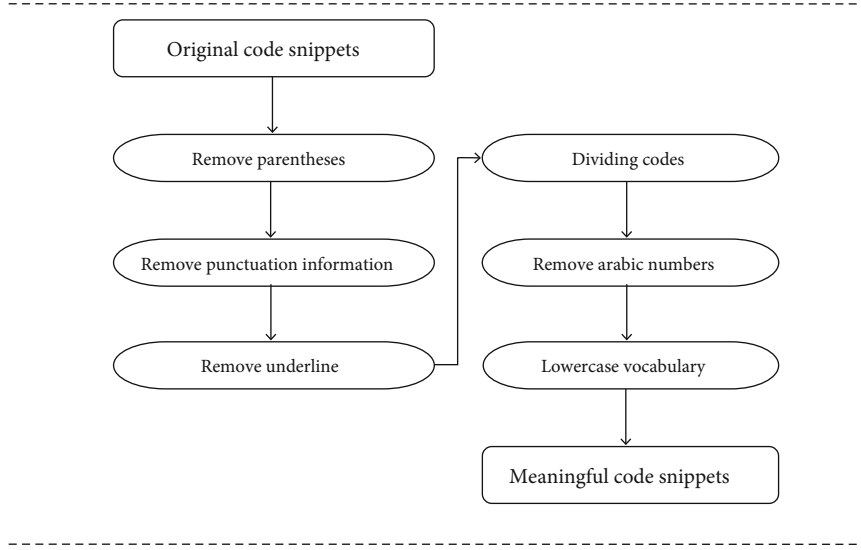 Original code snippets
Remove parentheses
Remove punctuation information
Remove underline
Dividing codes
Remove arabic numbers
Lowercase vocabulary
Meaningful code snippets